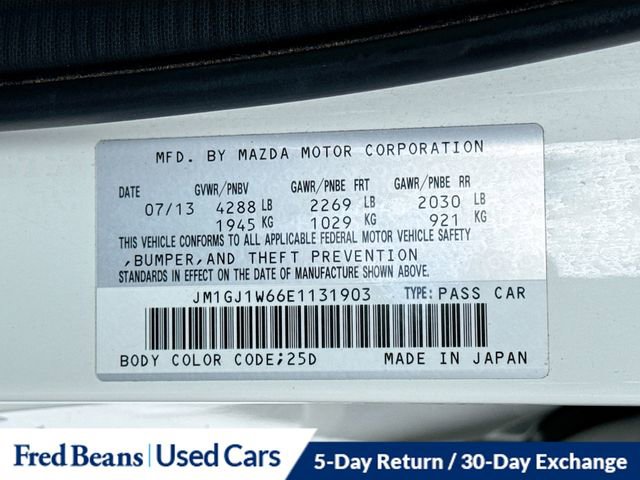 MFD. BY MAZDA MOTOR CORPORATION
DATE GVWR/PNBV GAWR/PNBE FRT GAWR/PNBE RR
07/13 4288 LB 2269 LB 2030 LB
1945 KG 1029 KG 921 KG
THIS VEHICLE CONFORMS TO ALL APPLICABLE FEDERAL MOTOR VEHICLE SAFETY
,BUMPER,AND THEFT PREVENTION
STANDARDS IN EFFECT ON THE DATE OF MANUFACTURE SHOWN ABOVE.
JM1GJ1W66E1131903 TYPE: PASS CAR
BODY COLOR CODE;25D MADE IN JAPAN
Fred Beans | Used Cars 5-Day Return / 30-Day Exchange